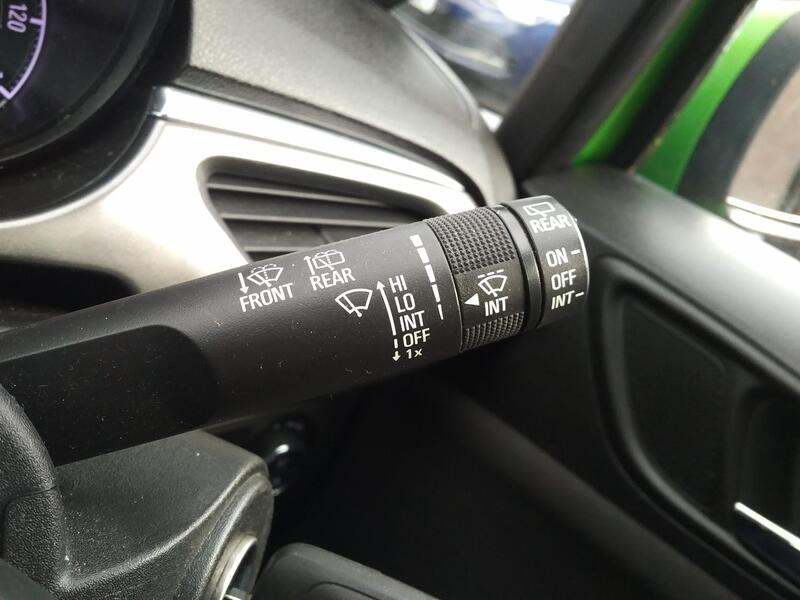 120
FRONT
REAR
HI
LO
INT
OFF
1x
INT
REAR
ON
OFF
INT